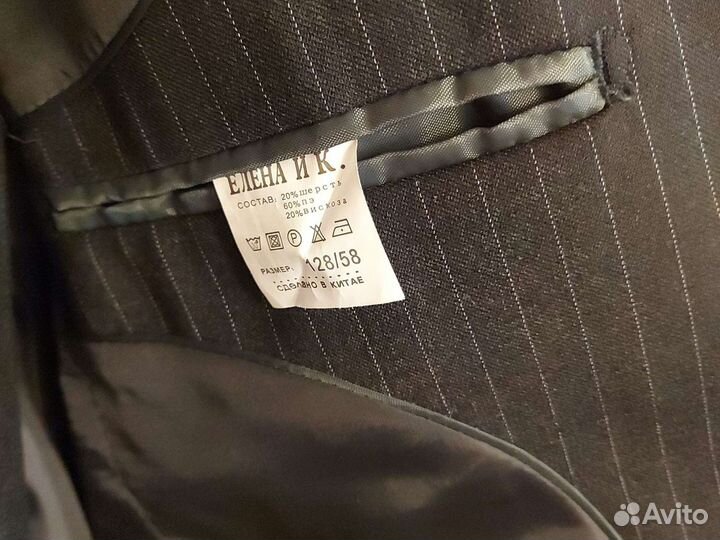 ЕЛЕНА И К.
СОСТАВ: 20%шерсть
60%пэ
20%вискоза
РАЗМЕР: 128/58
СДЕЛАНО В КИТАЕ
Avito